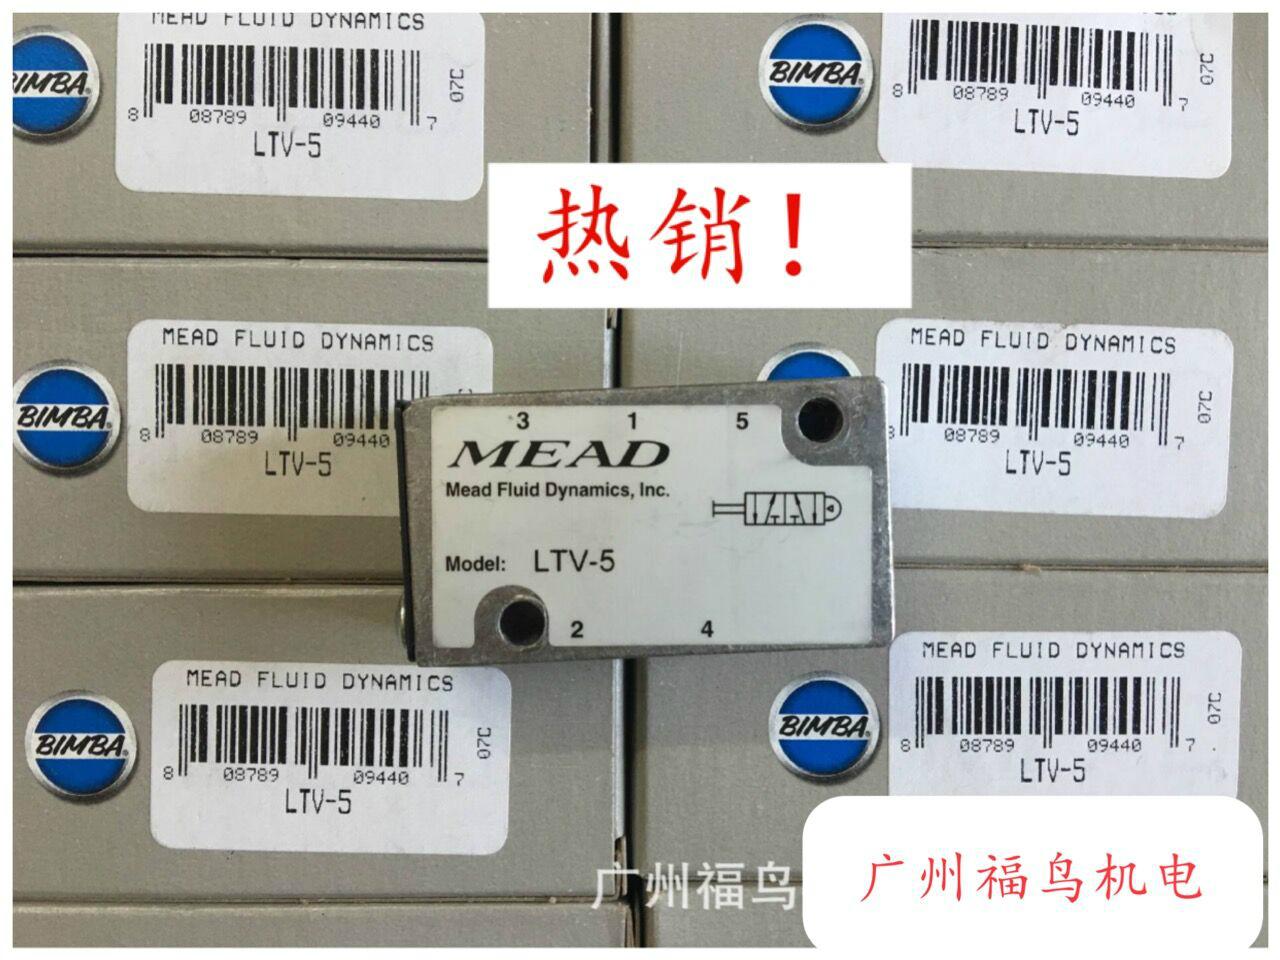 MEAD FLUID DYNAMICS
BIMBA
8 08789 09440 7
07C
LTV-5
BIMBA
8 08789 09440 7
07C
LTV-5
热销!
MEAD FLUID DYNAMICS
BIMBA
8 08789 09440
LTV-5
MEAD FLUID DYNAMICS
8 08789 09440 7
07C
LTV-5
3 1 5
MEAD
Mead Fluid Dynamics, Inc.
Model: LTV-5
2 4
MEAD FLUID DYNAMICS
BIMBA
8 08789 09440 7
07C
LTV-5
MEAD FLUID DYNAMICS
BIMBA
8 08789 09440 7
07C
LTV-5
广州福鸟
广州福鸟机电